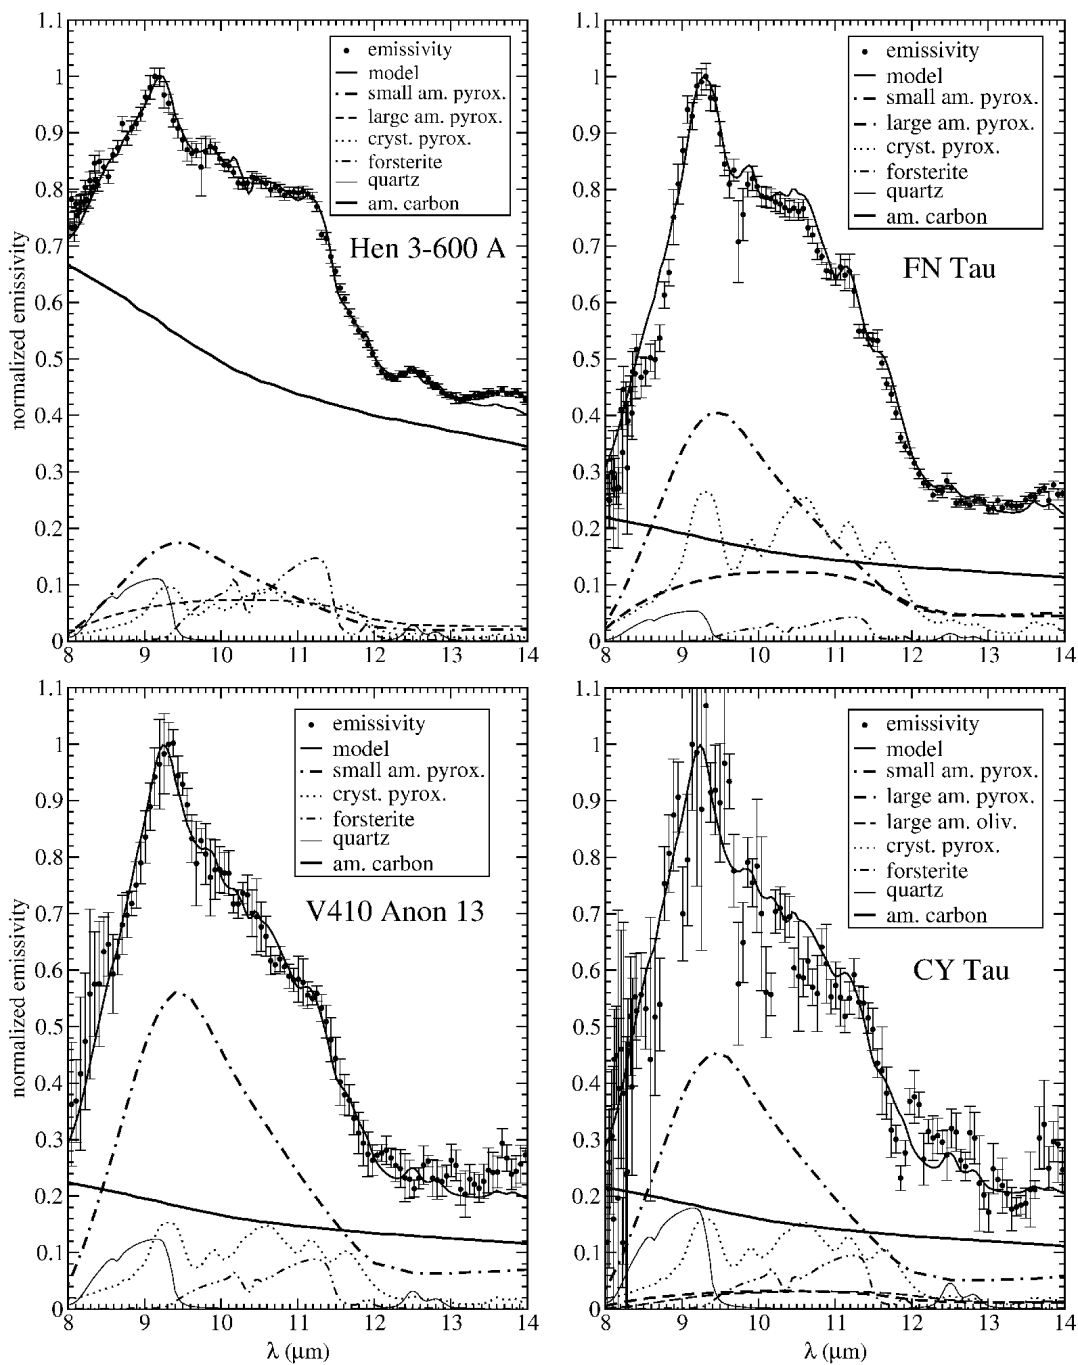 1.1
1
0.9
0.8
0.7
0.6
0.5
0.4
0.3
0.2
0.1
0
normalized emissivity
emissivity
model
small am. pyrox.
large am. pyrox.
cryst. pyrox.
forsterite
quartz
am. carbon
Hen 3-600 A
8 9 10 11 12 13 14
1.1
1
0.9
0.8
0.7
0.6
0.5
0.4
0.3
0.2
0.1
0
emissivity
model
small am. pyrox.
large am. pyrox.
cryst. pyrox.
forsterite
quartz
am. carbon
FN Tau
8 9 10 11 12 13 14
1.1
1
0.9
0.8
0.7
0.6
0.5
0.4
0.3
0.2
0.1
0
normalized emissivity
emissivity
model
small am. pyrox.
cryst. pyrox.
forsterite
quartz
am. carbon
V410 Anon 13
8 9 10 11 12 13 14
λ (μm)
1.1
1
0.9
0.8
0.7
0.6
0.5
0.4
0.3
0.2
0.1
0
emissivity
model
small am. pyrox.
large am. pyrox.
large am. oliv.
cryst. pyrox.
forsterite
quartz
am. carbon
CY Tau
8 9 10 11 12 13 14
λ (μm)